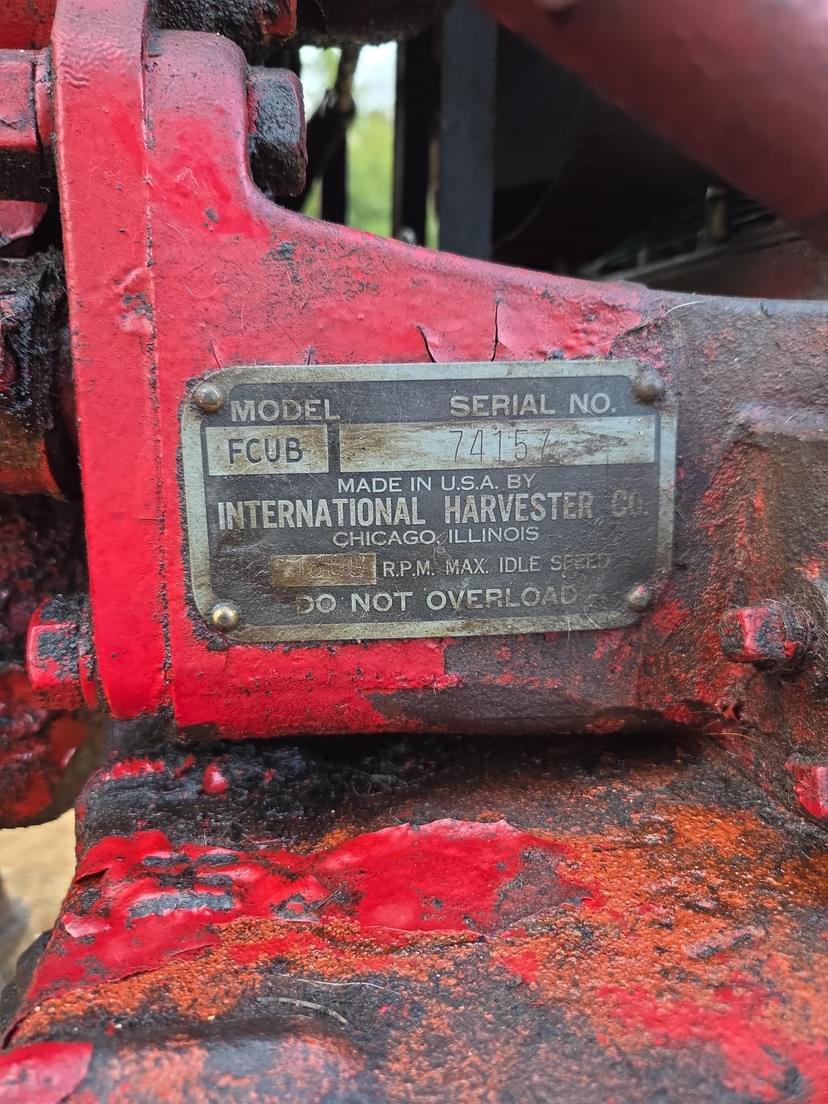 MODEL SERIAL NO.
FCUB 74157
MADE IN U.S.A. BY
INTERNATIONAL HARVESTER CO.
CHICAGO, ILLINOIS
R.P.M. MAX. IDLE SPEED
DO NOT OVERLOAD